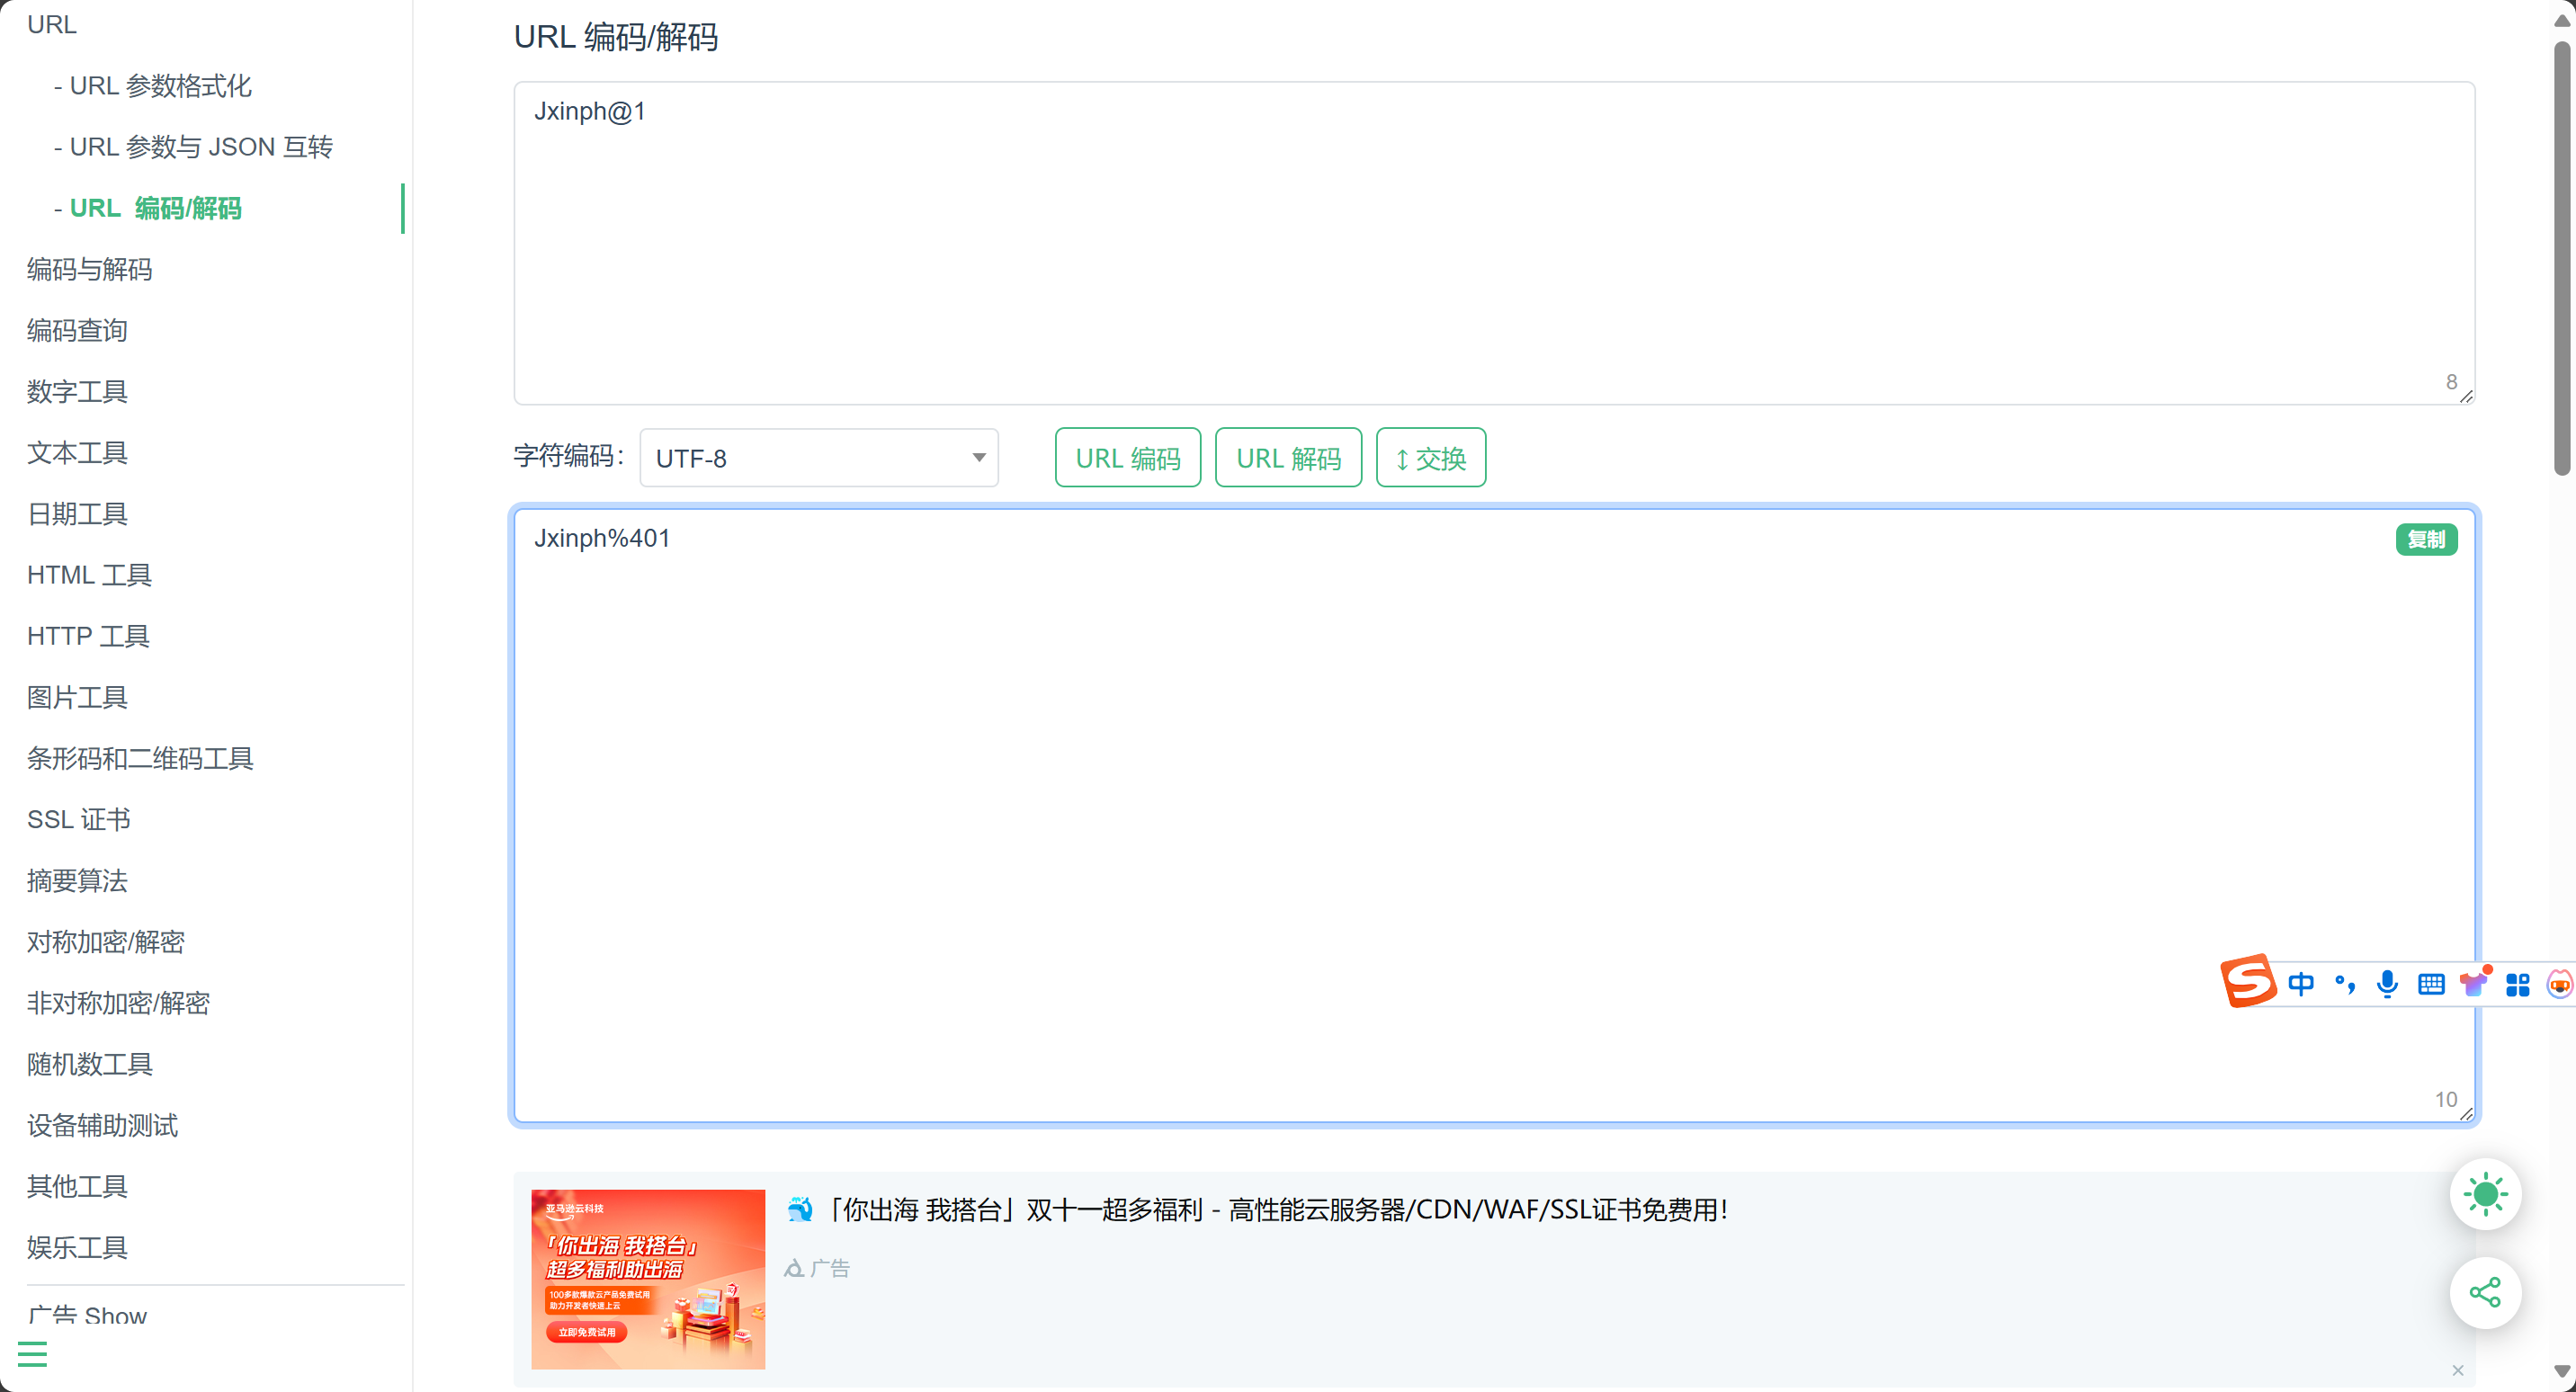 URL
- URL 参数格式化
- URL 参数与 JSON 互转
- URL 编码/解码
编码与解码
编码查询
数字工具
文本工具
日期工具
HTML 工具
HTTP 工具
图片工具
条形码和二维码工具
SSL 证书
摘要算法
对称加密/解密
非对称加密/解密
随机数工具
设备辅助测试
其他工具
娱乐工具
广告 Show
URL 编码/解码
Jxinph@1
8
字符编码：
UTF-8
URL 编码
URL 解码
↕ 交换
Jxinph%401
复制
10
S 中 °，
亚马逊云科技
「你出海 我搭台」
超多福利助出海
100多款爆款云产品免费试用
助力开发者快速上云
立即免费试用
「你出海 我搭台」双十一超多福利 - 高性能云服务器/CDN/WAF/SSL证书免费用！
广告
×